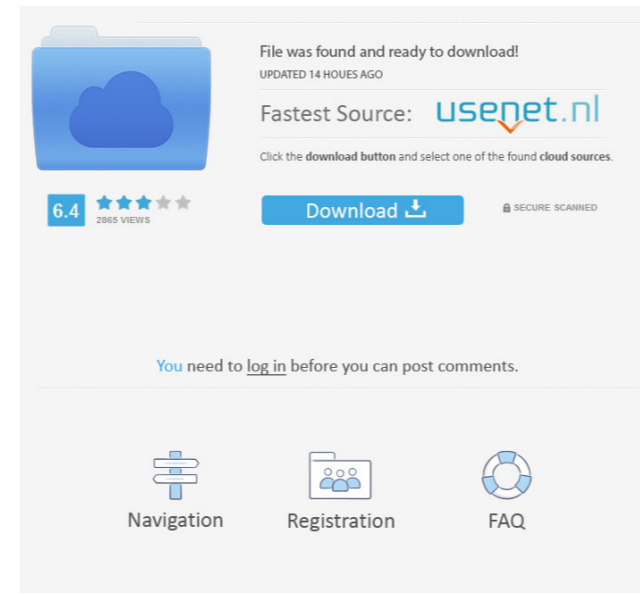 File was found and ready to download!
UPDATED 14 HOUES AGO
Fastest Source: usenet.nl
Click the download button and select one of the found cloud sources.
6.4
2865 VIEWS
Download
SECURE SCANNED
You need to log in before you can post comments.
Navigation
Registration
FAQ